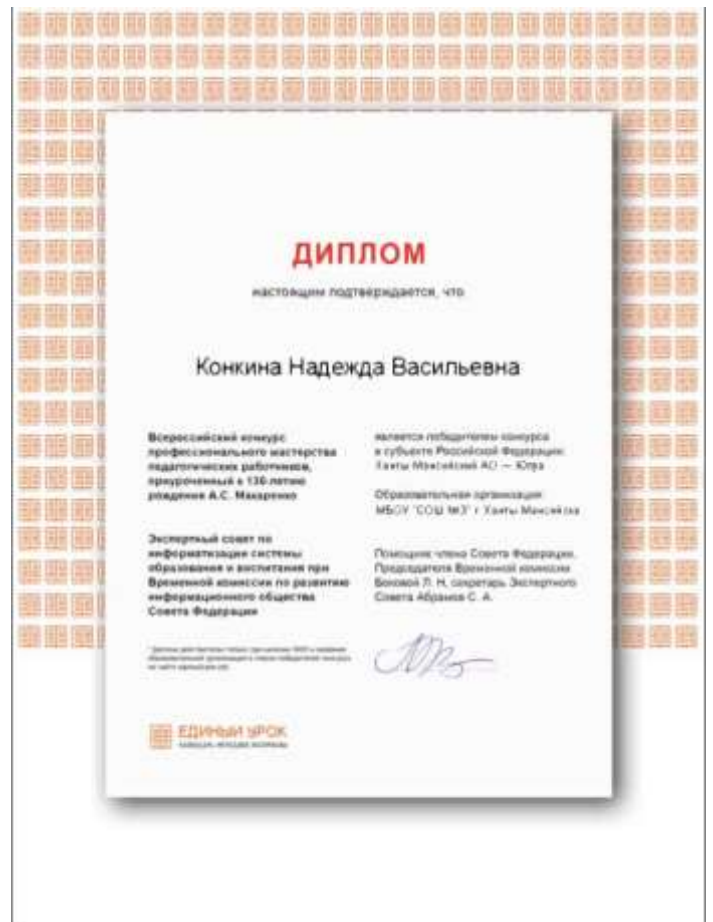 ДИПЛОМ
настоящим подтверждается, что
Конкина Надежда Васильевна
Всероссийский конкурс
профессионального мастерства
педагогических работников,
приуроченный к 130-летию
рождения А.С. Макаренко
является победителем конкурса
в субъекте Российской Федерации:
Ханты-Мансийский АО — Югра
Образовательная организация:
МБОУ "СОШ №3" г. Ханты-Мансийска
Экспертный совет по
информатизации системы
образования и воспитания при
Временной комиссии по развитию
информационного общества
Совета Федерации
Помощник члена Совета Федерации,
Председателя Временной комиссии
Боковой Л. Н, секретарь Экспертного
Совета Абрамов С. А.
ЕДИНЫЙ УРОК